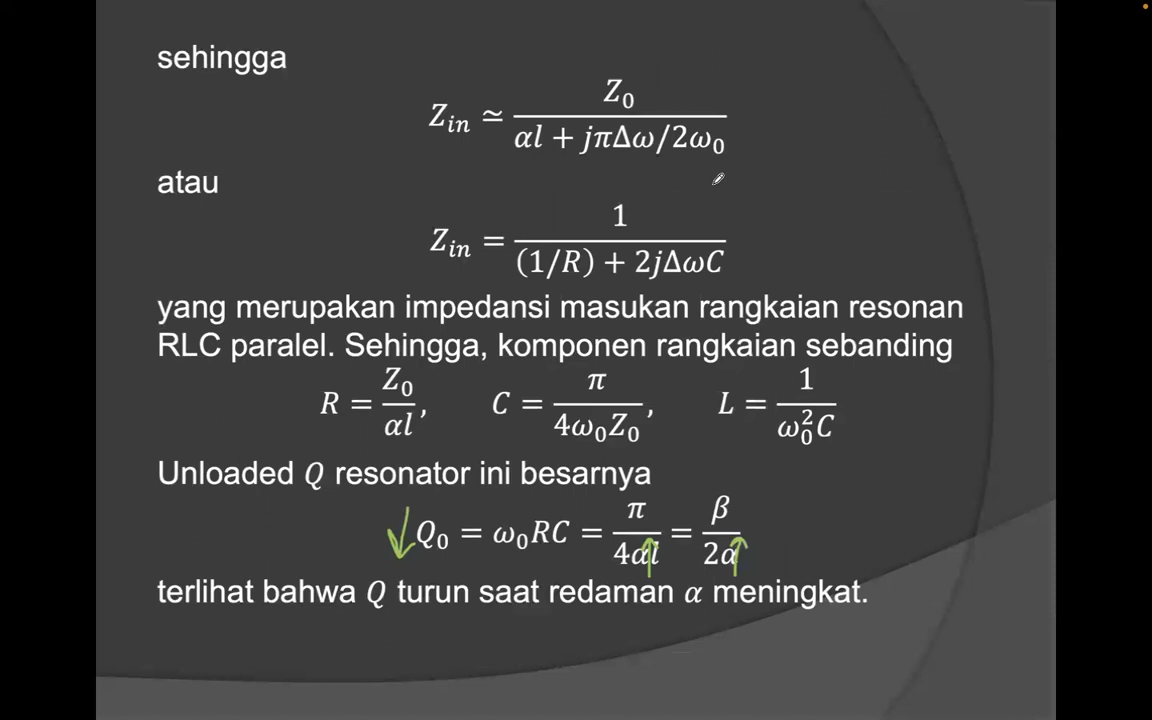 sehingga
Z_in ≃ Z_0 / (αl + jπΔω/2ω_0)
atau
Z_in = 1 / ((1/R) + 2jΔωC)
yang merupakan impedansi masukan rangkaian resonan
RLC paralel. Sehingga, komponen rangkaian sebanding
R = Z_0/αl, C = π/4ω_0Z_0, L = 1/ω_0^2C
Unloaded Q resonator ini besarnya
↓Q_0 = ω_0RC = π/4αl = β/2α
terlihat bahwa Q turun saat redaman α meningkat.